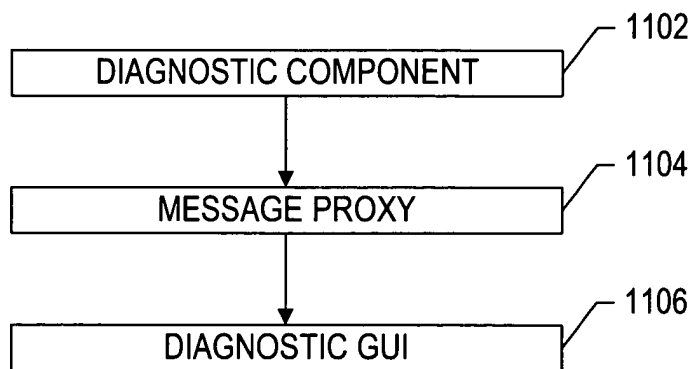 1102
DIAGNOSTIC COMPONENT
1104
MESSAGE PROXY
1106
DIAGNOSTIC GUI